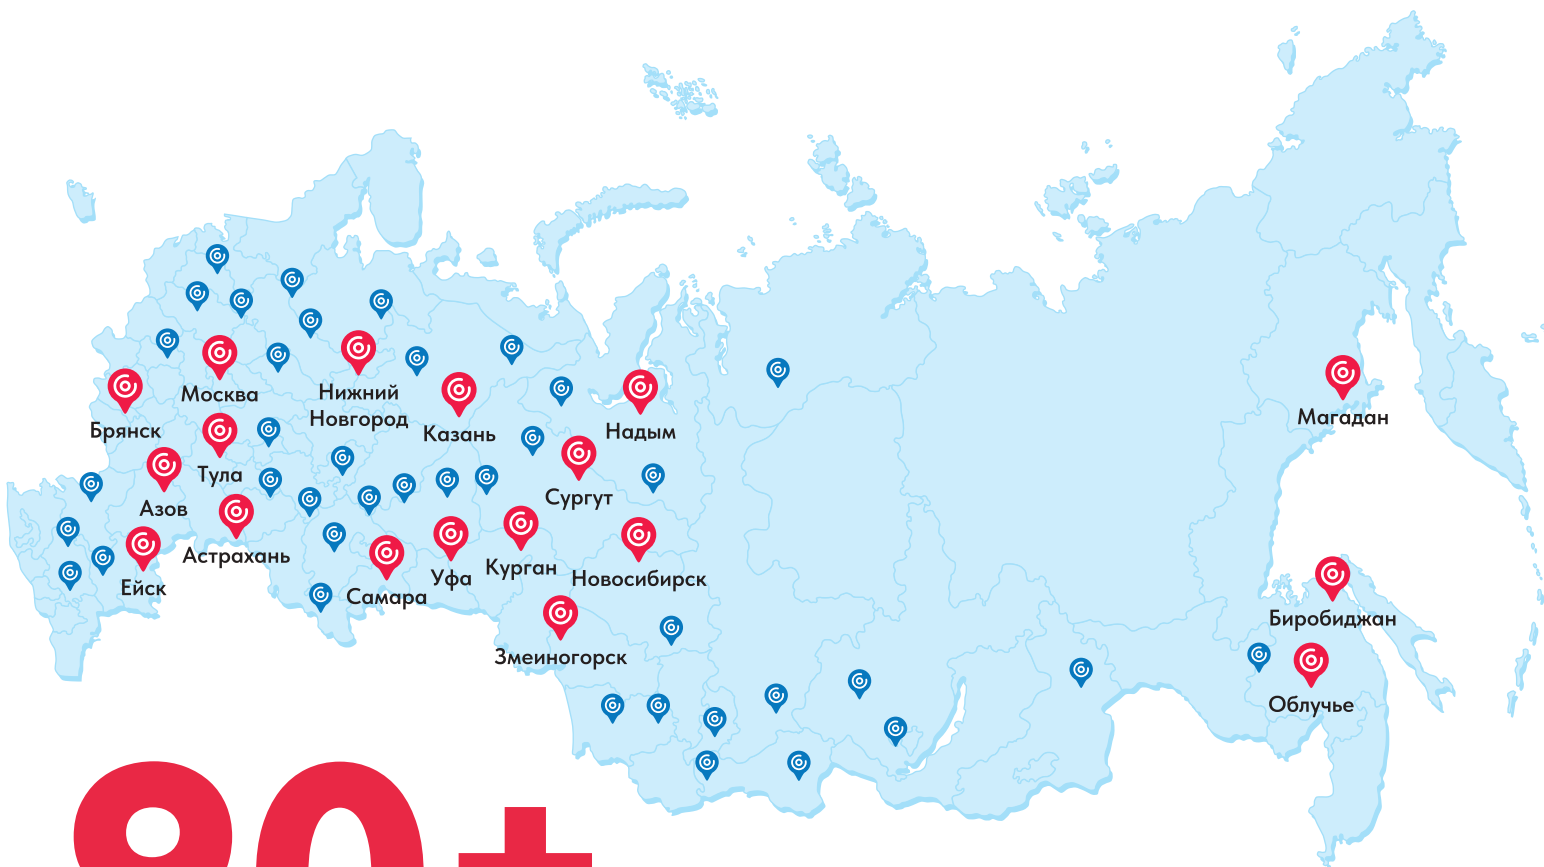 Москва
Нижний
Новгород
Брянск
Казань
Надым
Магадан
Тула
Азов
Сургут
Астрахань
Ейск
Уфа
Курган
Новосибирск
Самара
Биробиджан
Змеиногорск
Облучье
80+